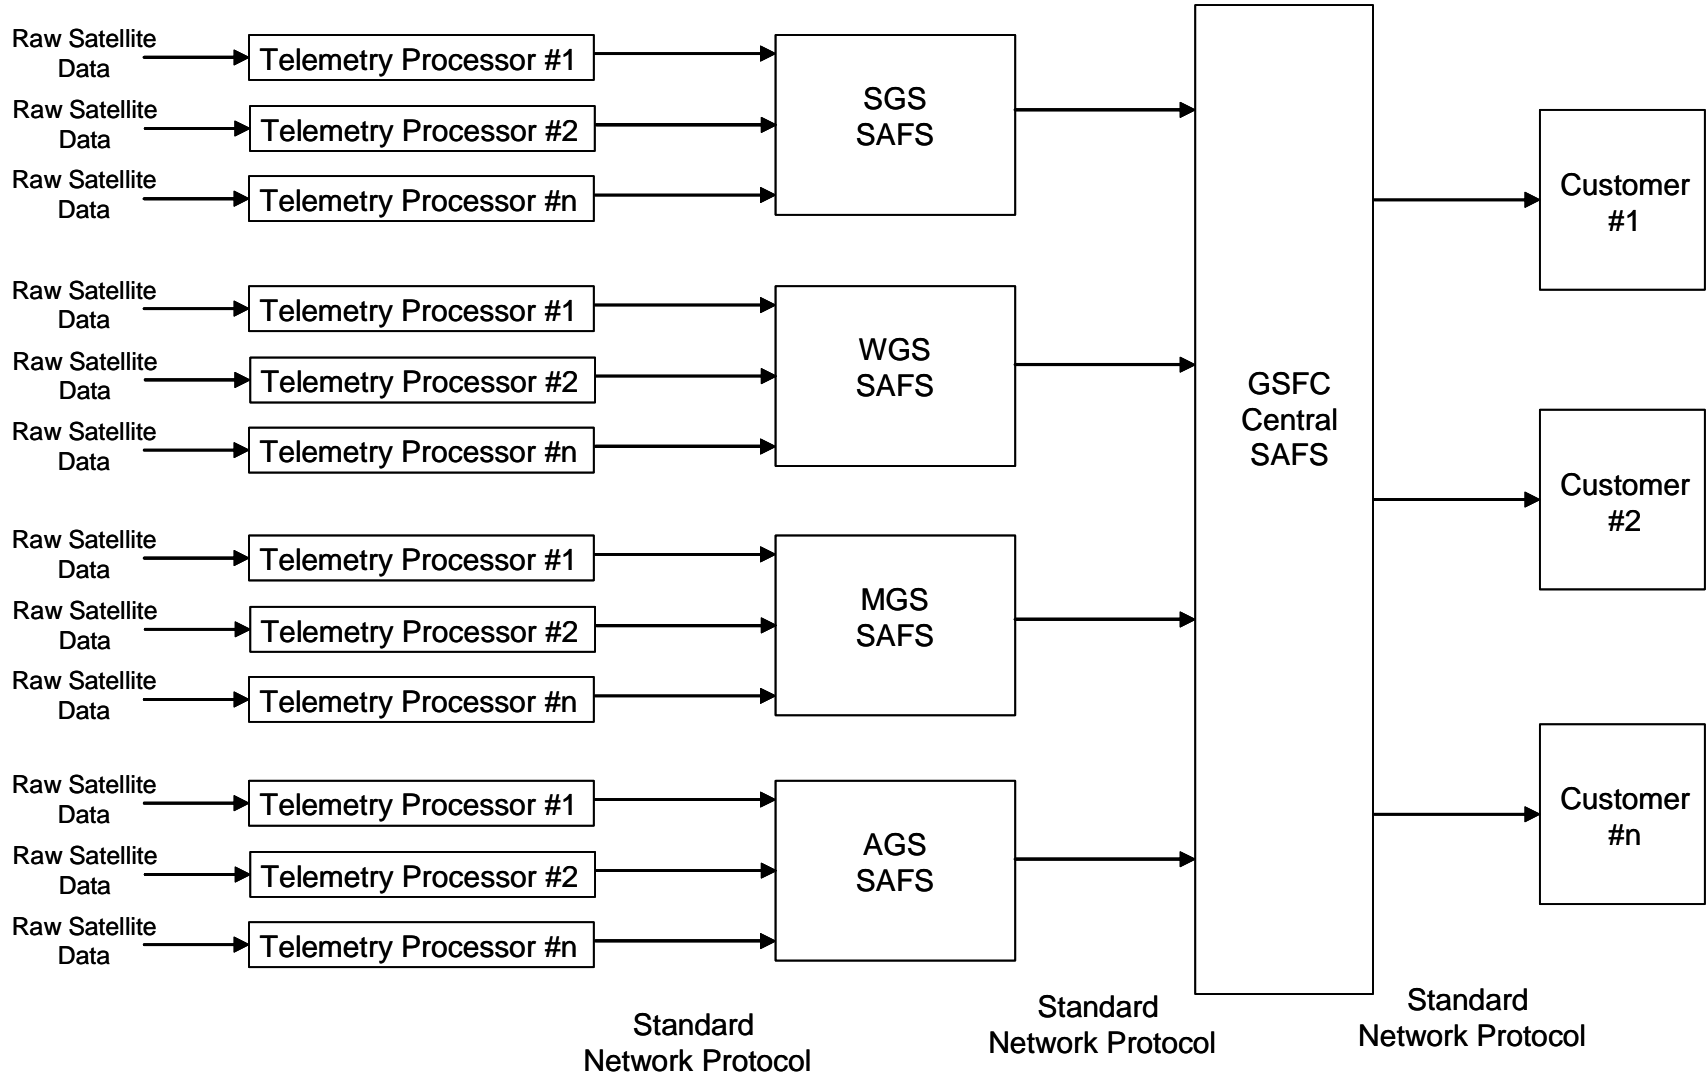 Raw Satellite
Data
Telemetry Processor #1
Raw Satellite
Data
Telemetry Processor #2
Raw Satellite
Data
Telemetry Processor #n
SGS
SAFS
Raw Satellite
Data
Telemetry Processor #1
Raw Satellite
Data
Telemetry Processor #2
Raw Satellite
Data
Telemetry Processor #n
WGS
SAFS
Raw Satellite
Data
Telemetry Processor #1
Raw Satellite
Data
Telemetry Processor #2
Raw Satellite
Data
Telemetry Processor #n
MGS
SAFS
Raw Satellite
Data
Telemetry Processor #1
Raw Satellite
Data
Telemetry Processor #2
Raw Satellite
Data
Telemetry Processor #n
AGS
SAFS
GSFC
Central
SAFS
Customer
#1
Customer
#2
Customer
#n
Standard
Network Protocol
Standard
Network Protocol
Standard
Network Protocol